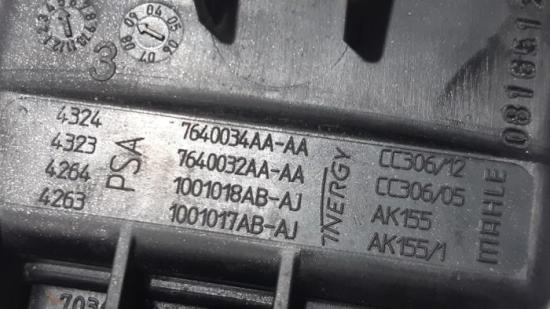 3
4324
4323
4264
4263
PSA
7640034AA-AA
7640032AA-AA
1001018AB-AJ
1001017AB-AJ
7NERGY
CC306/12
CC306/05
AK155
AK155/1
MAHLE